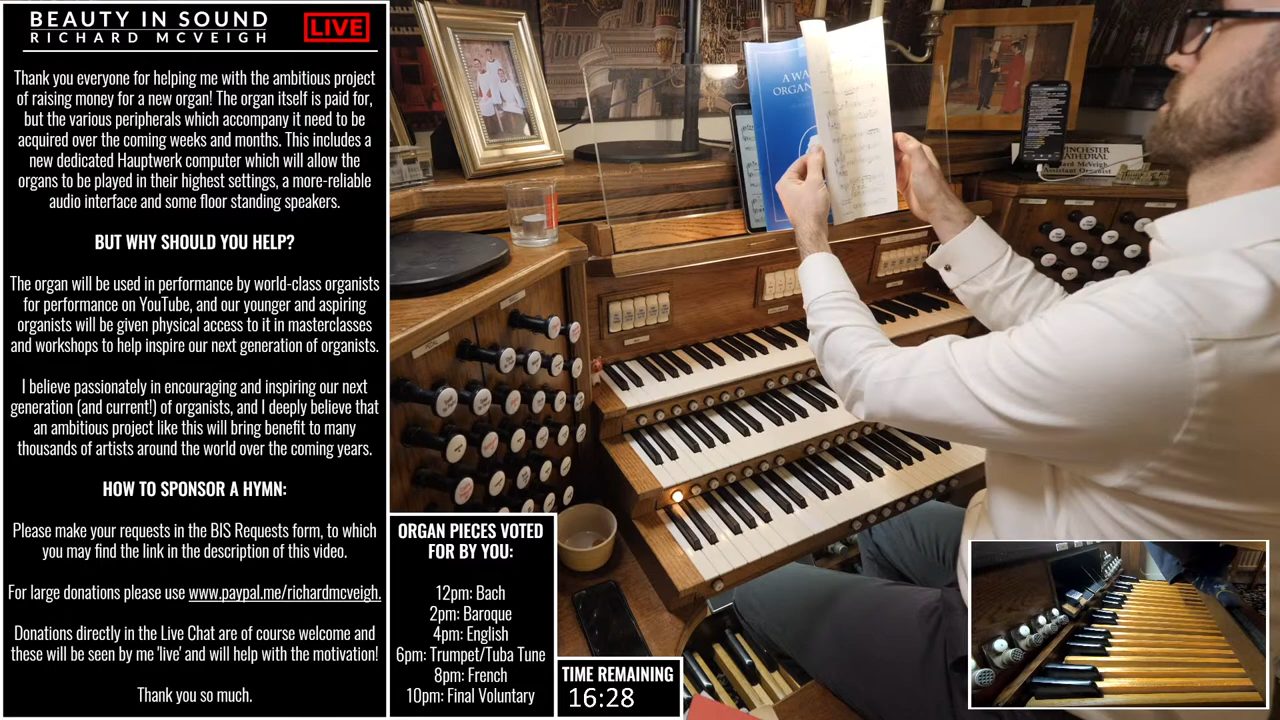 BEAUTY IN SOUND
RICHARD MCVEIGH
LIVE
Thank you everyone for helping me with the ambitious project
of raising money for a new organ! The organ itself is paid for,
but the various peripherals which accompany it need to be
acquired over the coming weeks and months. This includes a
new dedicated Hauptwerk computer which will allow the
organs to be played in their highest settings, a more-reliable
audio interface and some floor standing speakers.
BUT WHY SHOULD YOU HELP?
The organ will be used in performance by world-class organists
for performance on YouTube, and our younger and aspiring
organists will be given physical access to it in masterclasses
and workshops to help inspire our next generation of organists.
I believe passionately in encouraging and inspiring our next
generation (and current!) of organists, and I deeply believe that
an ambitious project like this will bring benefit to many
thousands of artists around the world over the coming years.
HOW TO SPONSOR A HYMN:
Please make your requests in the BIS Requests form, to which
you may find the link in the description of this video.
For large donations please use www.paypal.me/richardmcveigh.
Donations directly in the Live Chat are of course welcome and
these will be seen by me 'live' and will help with the motivation!
Thank you so much.
ORGAN PIECES VOTED
FOR BY YOU:
12pm: Bach
2pm: Baroque
4pm: English
6pm: Trumpet/Tuba Tune
8pm: French
10pm: Final Voluntary
TIME REMAINING
16:28
A WA
ORGAN
INCHESTER
ATHEDRAL
ard McVeigh
Assistant Organist